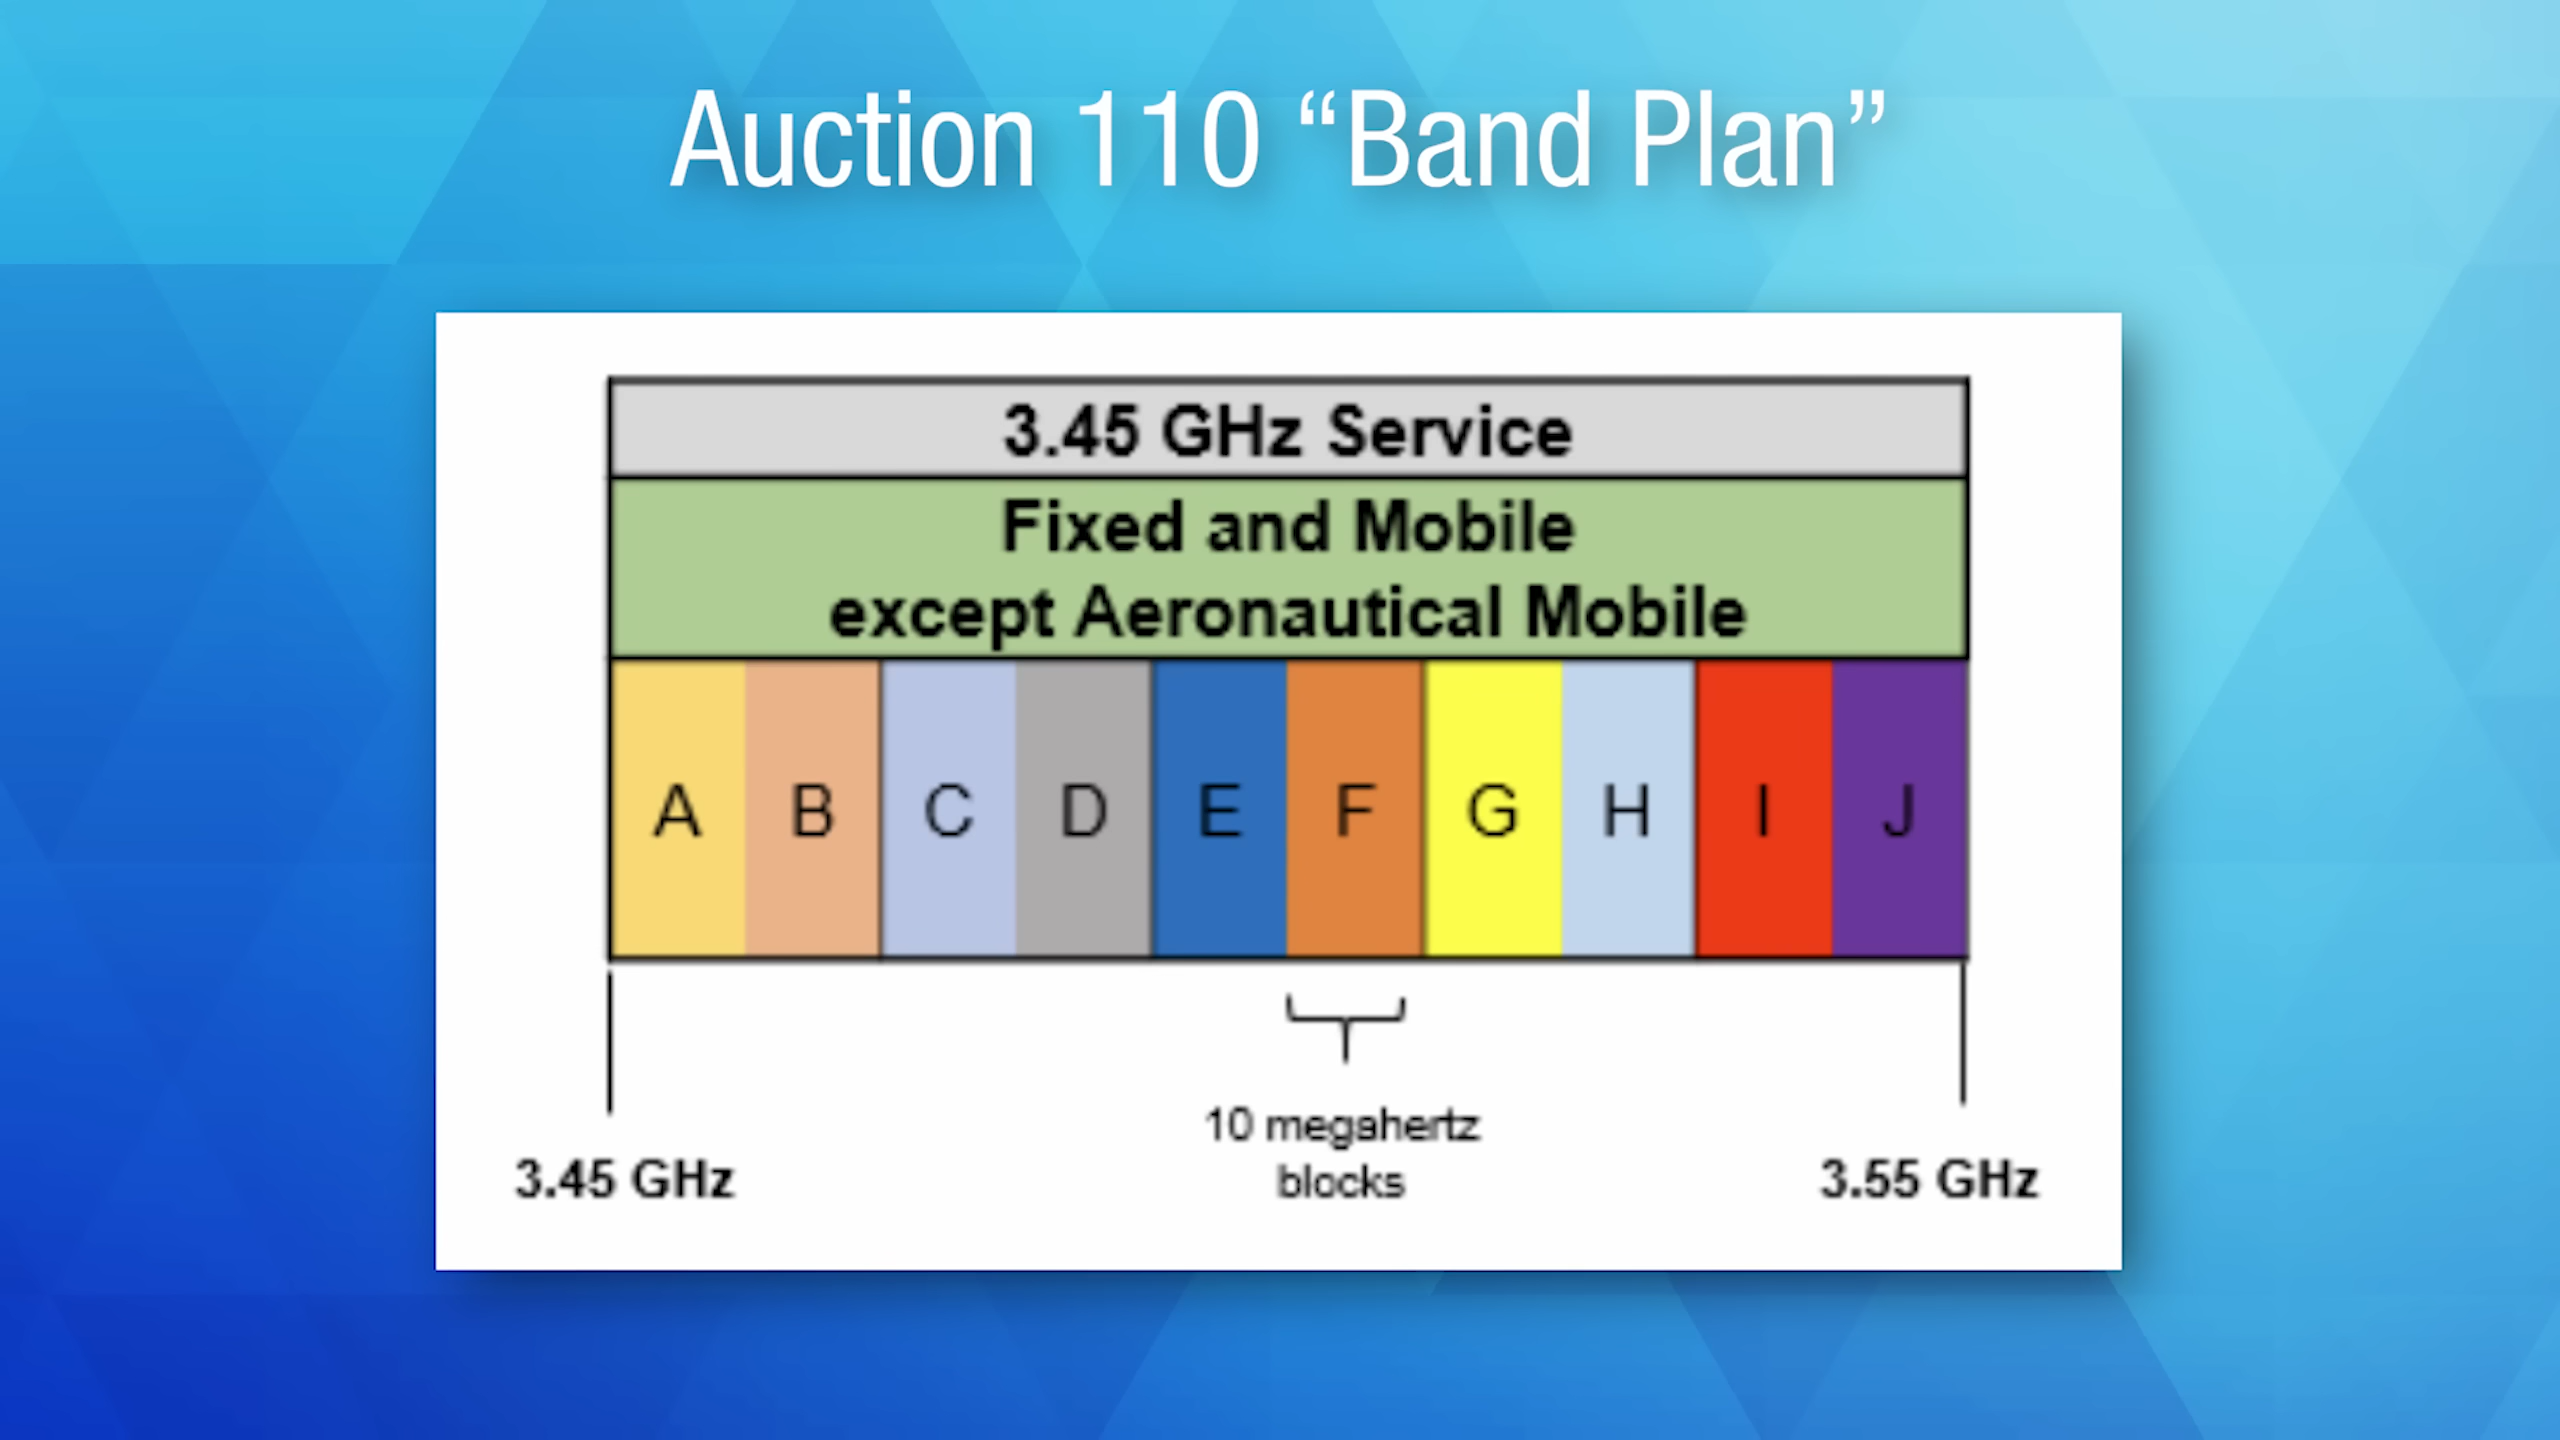 Auction 110 “Band Plan”
3.45 GHz Service
Fixed and Mobile
except Aeronautical Mobile
A B C D E F G H I J
10 megahertz
blocks
3.45 GHz
3.55 GHz